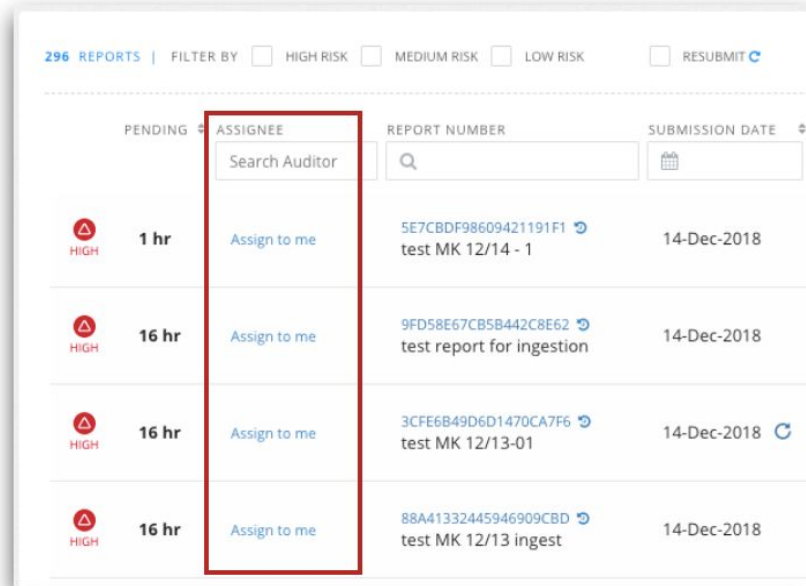 296 REPORTS | FILTER BY HIGH RISK MEDIUM RISK LOW RISK RESUBMIT
PENDING ASSIGNEE REPORT NUMBER SUBMISSION DATE
Search Auditor
HIGH 1 hr Assign to me 5E7CBDF98609421191F1 14-Dec-2018
test MK 12/14 - 1
HIGH 16 hr Assign to me 9FD58E67CB5B442C8E62 14-Dec-2018
test report for ingestion
HIGH 16 hr Assign to me 3CFE6B49D6D1470CA7F6 14-Dec-2018
test MK 12/13-01
HIGH 16 hr Assign to me 88A41332445946909CBD 14-Dec-2018
test MK 12/13 ingest